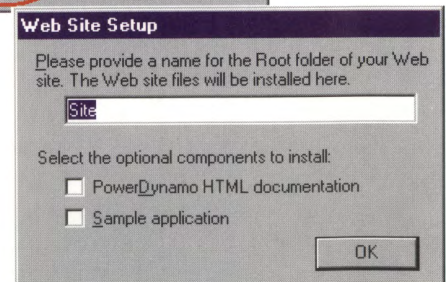 Web Site Setup
Please provide a name for the Root folder of your Web
site. The Web site files will be installed here.
Site
Select the optional components to install:
PowerDynamo HTML documentation
Sample application
OK